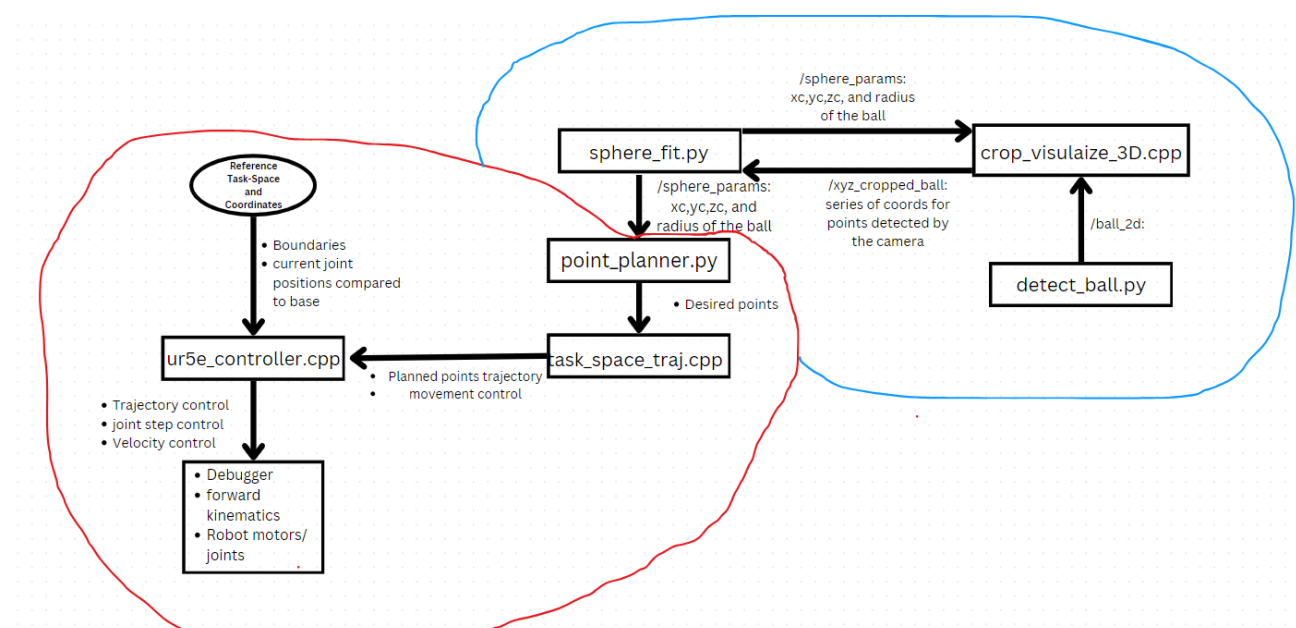 /sphere_params:
xc,yc,zc, and radius
of the ball
sphere_fit.py
crop_visulaize_3D.cpp
/sphere_params:
xc,yc,zc, and
radius of the ball
/xyz_cropped_ball:
series of coords for
points detected by
the camera
/ball_2d:
detect_ball.py
Reference
Task-Space
and
Coordinates
• Boundaries
• current joint
positions compared
to base
point_planner.py
• Desired points
ur5e_controller.cpp
task_space_traj.cpp
• Planned points trajectory
• movement control
• Trajectory control
• joint step control
• Velocity control
• Debugger
• forward
kinematics
• Robot motors/
joints